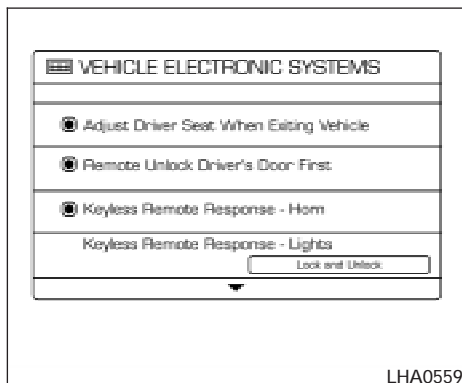 VEHICLE ELECTRONIC SYSTEMS
Adjust Driver Seat When Exiting Vehicle
Remote Unlock Driver's Door First
Keyless Remote Response - Horn
Keyless Remote Response - Lights
Lock and Unlock
LHA0559